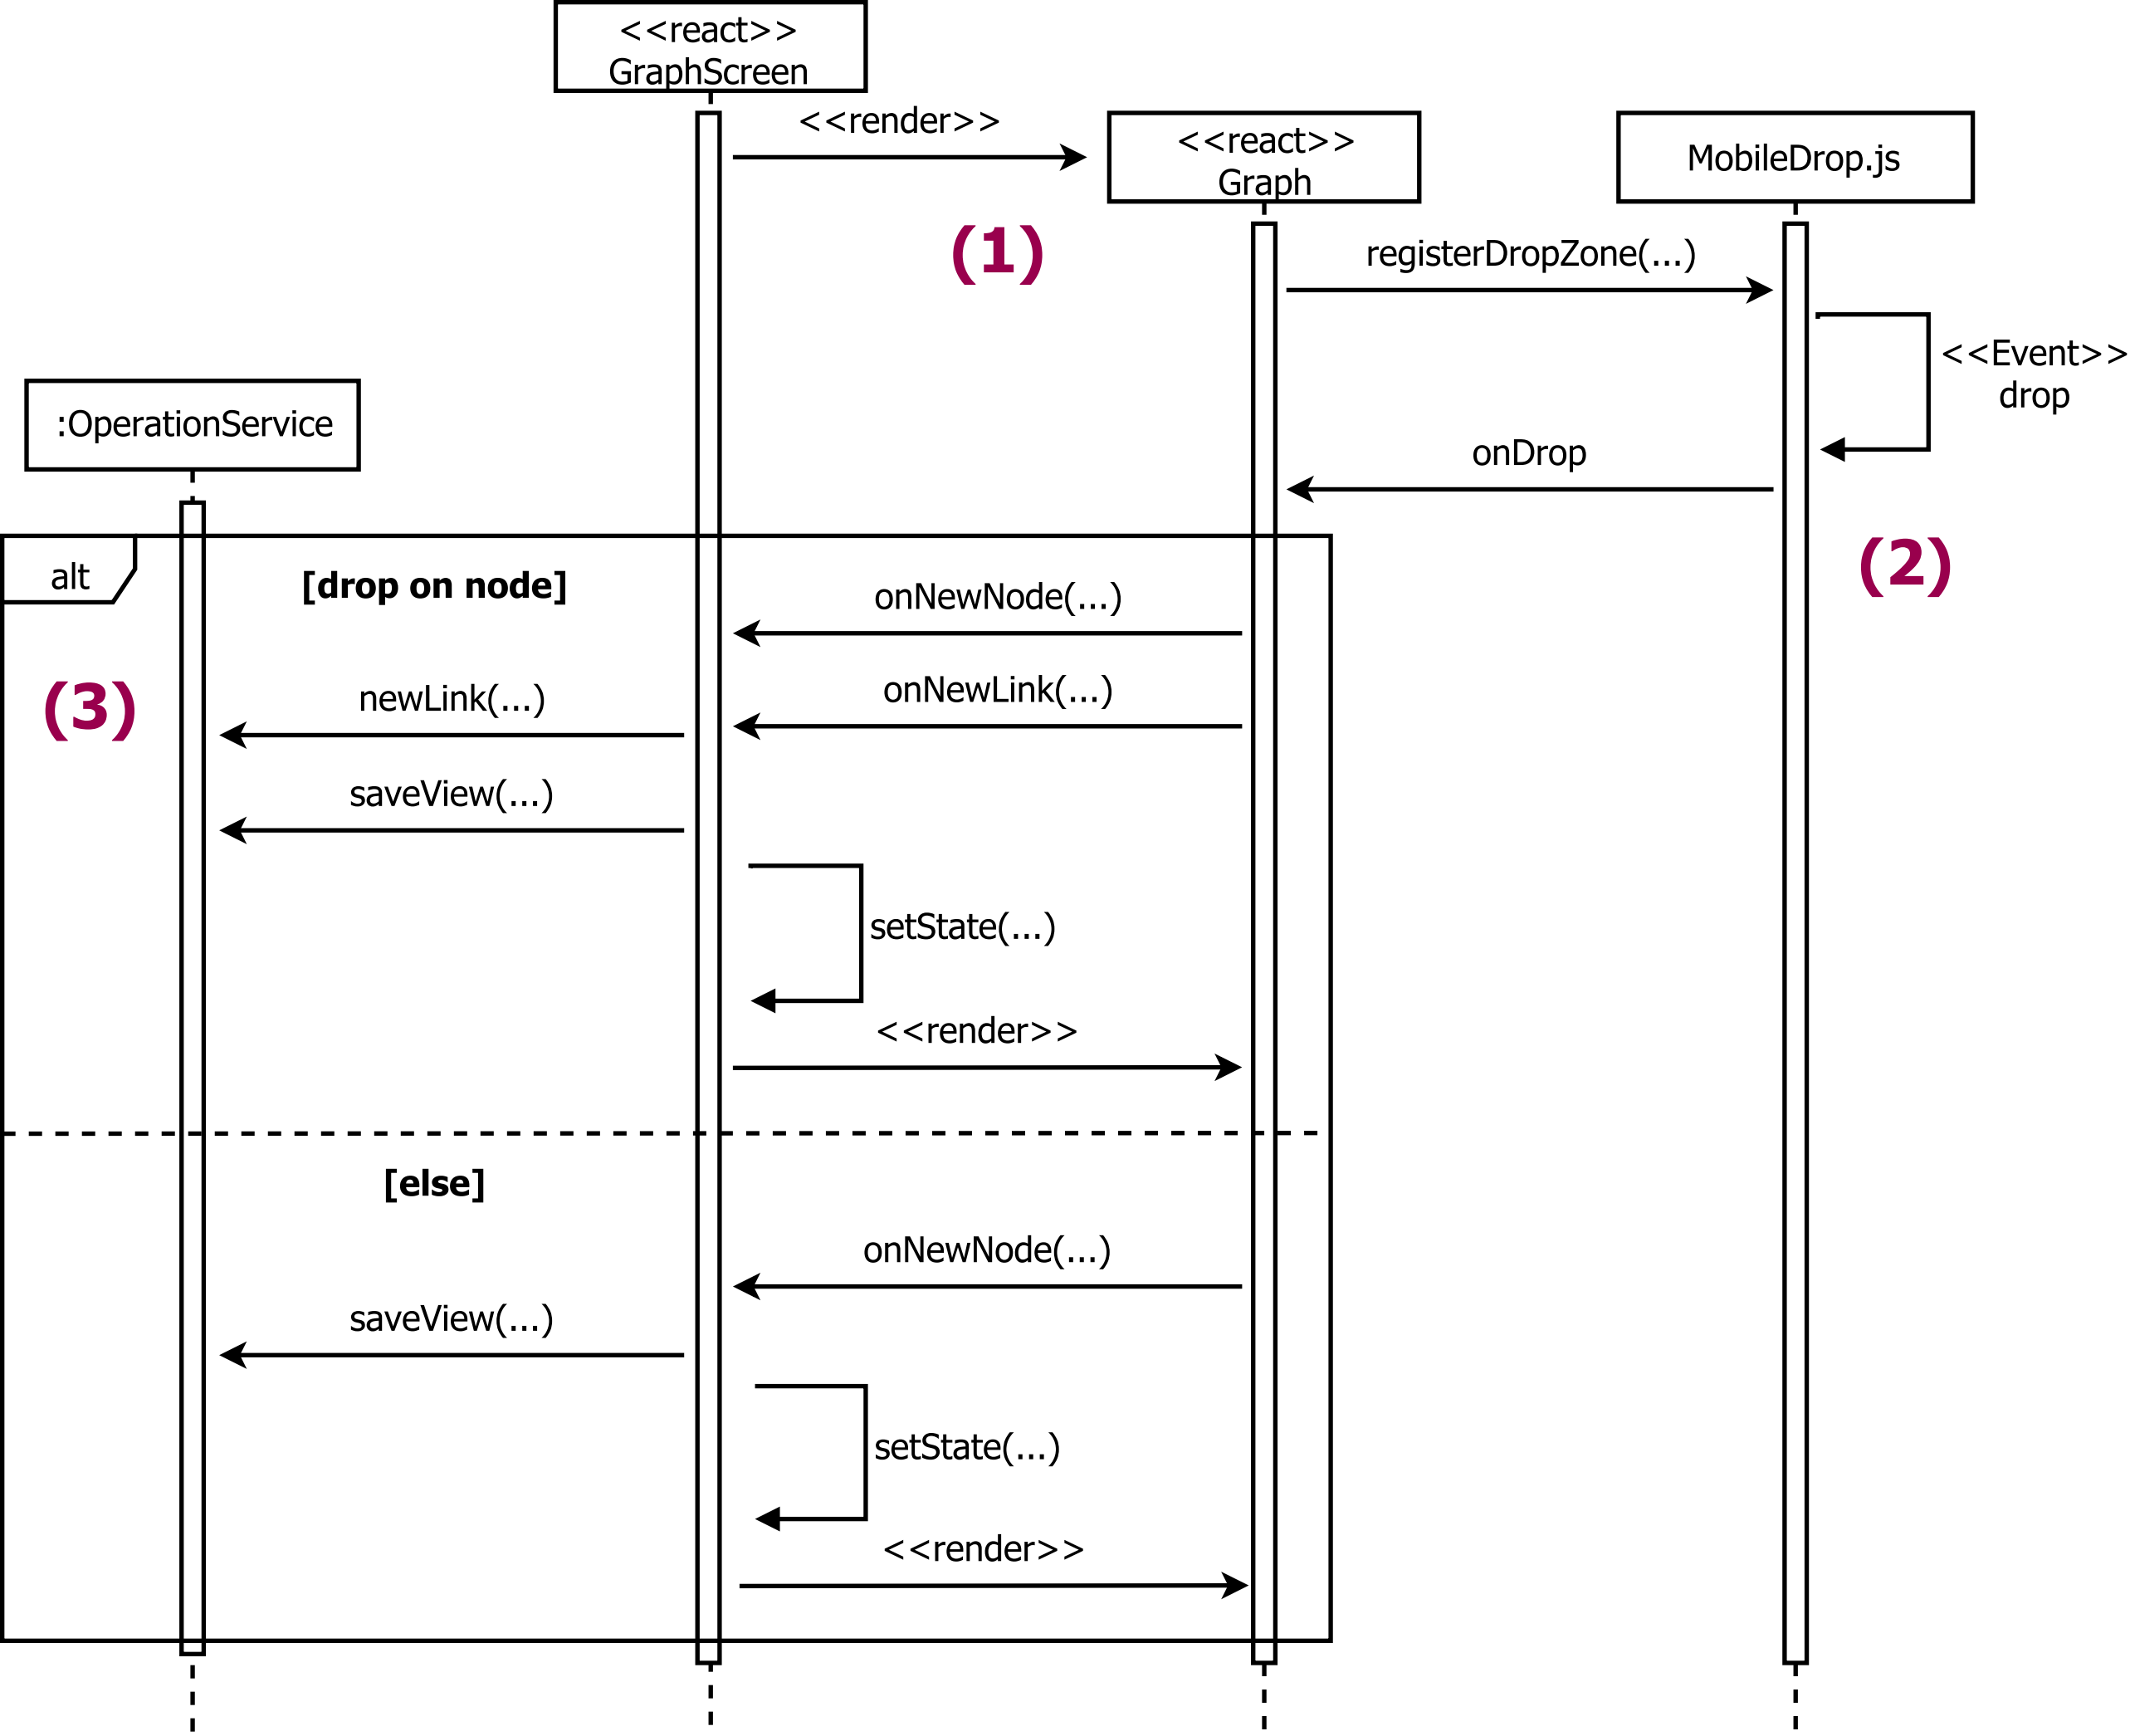 <<react>>
GraphScreen
<<render>>
<<react>>
Graph
MobileDrop.js
(1)
registerDropZone(...)
<<Event>>
drop
:OperationService
onDrop
(2)
alt
[drop on node]
onNewNode(...)
(3)
newLink(...)
onNewLink(...)
saveView(...)
setState(...)
<<render>>
[else]
onNewNode(...)
saveView(...)
setState(...)
<<render>>